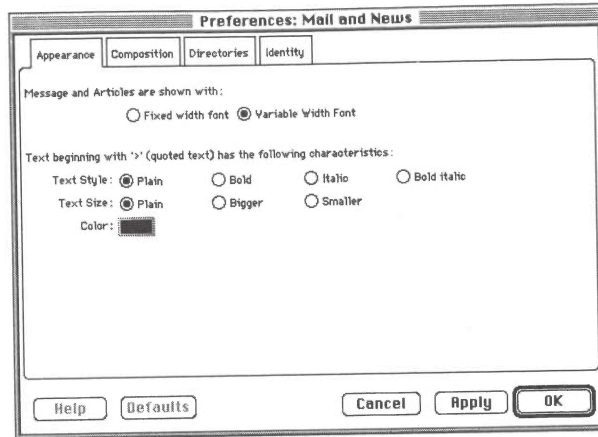 Preferences: Mail and News
Appearance Composition Directories Identity
Message and Articles are shown with:
Fixed width font Variable Width Font
Text beginning with '>' (quoted text) has the following characteristics:
Text Style: Plain Bold Italic Bold italic
Text Size: Plain Bigger Smaller
Color:
Help Defaults Cancel Apply OK